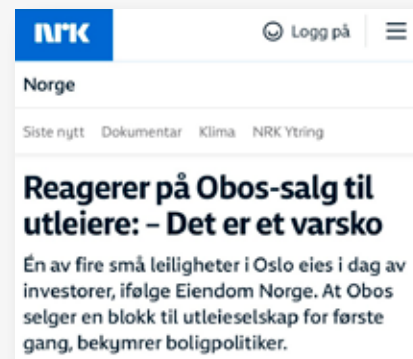 NRK
Logg på
Norge
Siste nytt Dokumentar Klima NRK Ytring
Reagerer på Obos-salg til
utleiere: – Det er et varsko
Én av fire små leiligheter i Oslo eies i dag av
investorer, ifølge Eiendom Norge. At Obos
selger en blokk til utleieselskap for første
gang, bekymrer boligpolitiker.